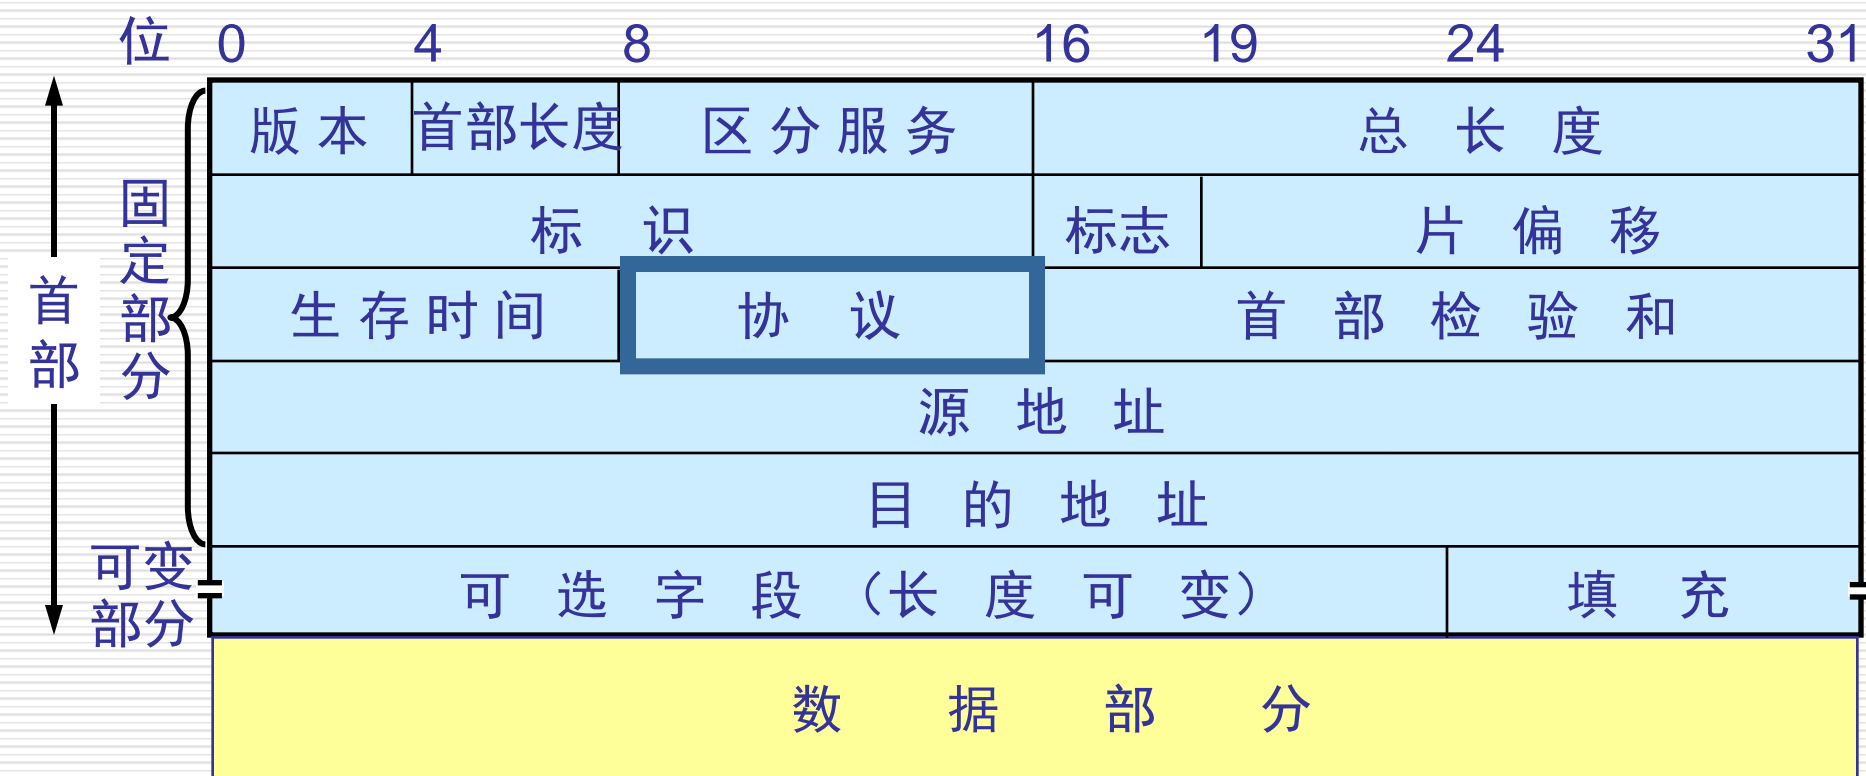 位 0 4 8 16 19 24 31
版本 首部长度 区分服务 总长度
标识 标志 片偏移
生存时间 协议 首部检验和
源地址
目的地址
可选字段（长度可变） 填充
数据部分
首部
固定部分
可变
部分